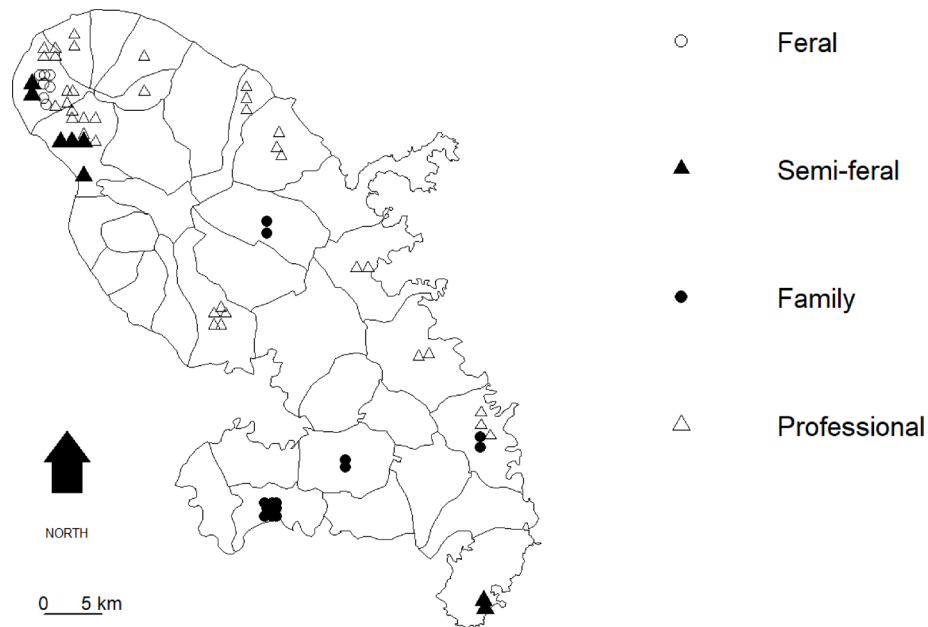 Feral
Semi-feral
Family
Professional
NORTH
0 5 km